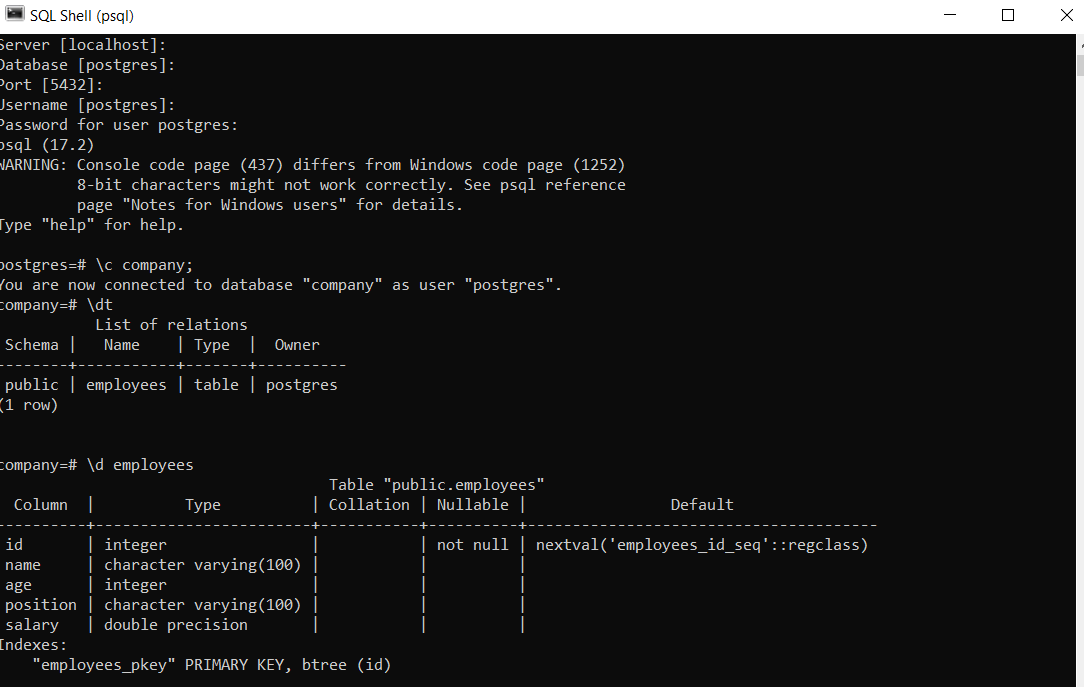 SQL Shell (psql)
Server [localhost]:
Database [postgres]:
Port [5432]:
Username [postgres]:
Password for user postgres:
psql (17.2)
WARNING: Console code page (437) differs from Windows code page (1252)
         8-bit characters might not work correctly. See psql reference
         page "Notes for Windows users" for details.
Type "help" for help.
postgres=# \c company;
You are now connected to database "company" as user "postgres".
company=# \dt
           List of relations
 Schema |   Name    | Type  |  Owner
--------+-----------+-------+----------
 public | employees | table | postgres
(1 row)
company=# \d employees
                                     Table "public.employees"
  Column  |          Type          | Collation | Nullable |                Default
----------+------------------------+-----------+----------+---------------------------------------
 id       | integer                |           | not null | nextval('employees_id_seq'::regclass)
 name     | character varying(100) |           |          |
 age      | integer                |           |          |
 position | character varying(100) |           |          |
 salary   | double precision       |           |          |
Indexes:
    "employees_pkey" PRIMARY KEY, btree (id)